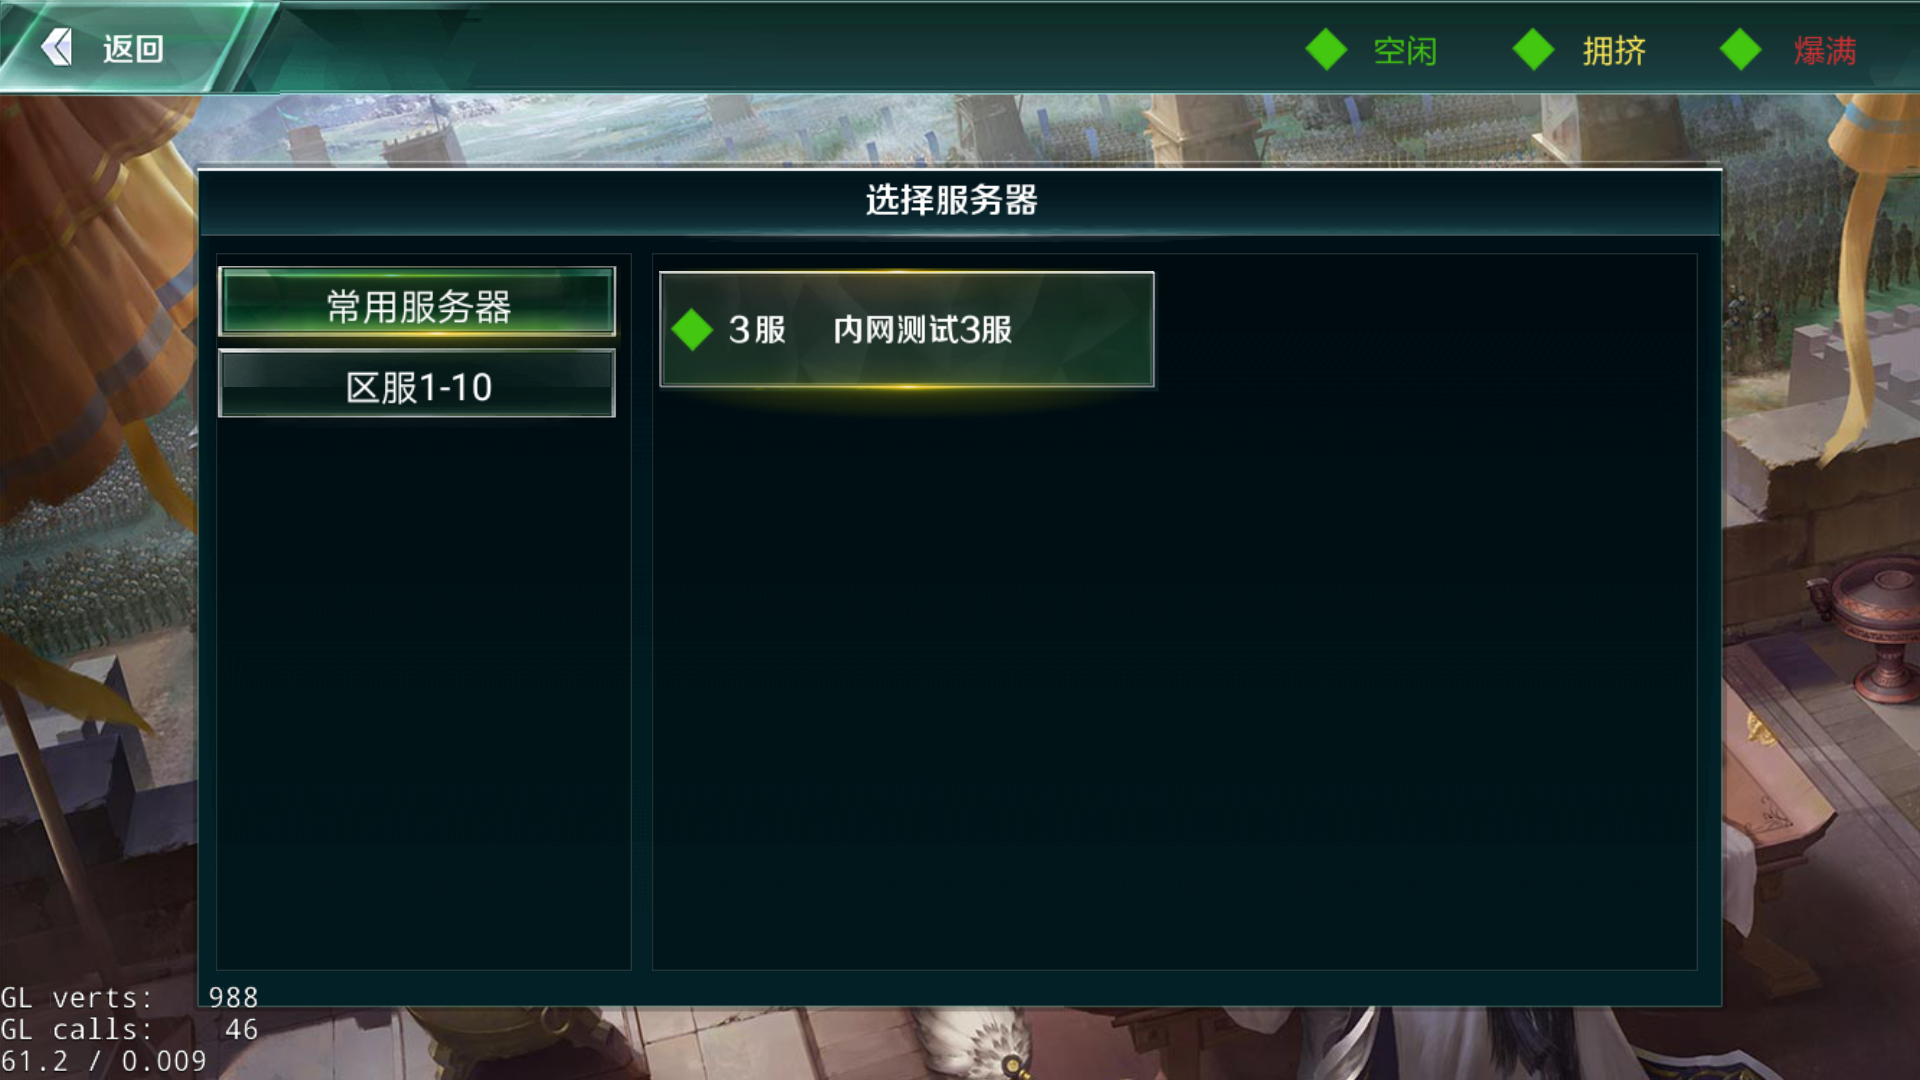 返回
空闲 拥挤 爆满
选择服务器
常用服务器
3服 内网测试3服
区服1-10
GL verts: 988
GL calls: 46
61.2 / 0.009